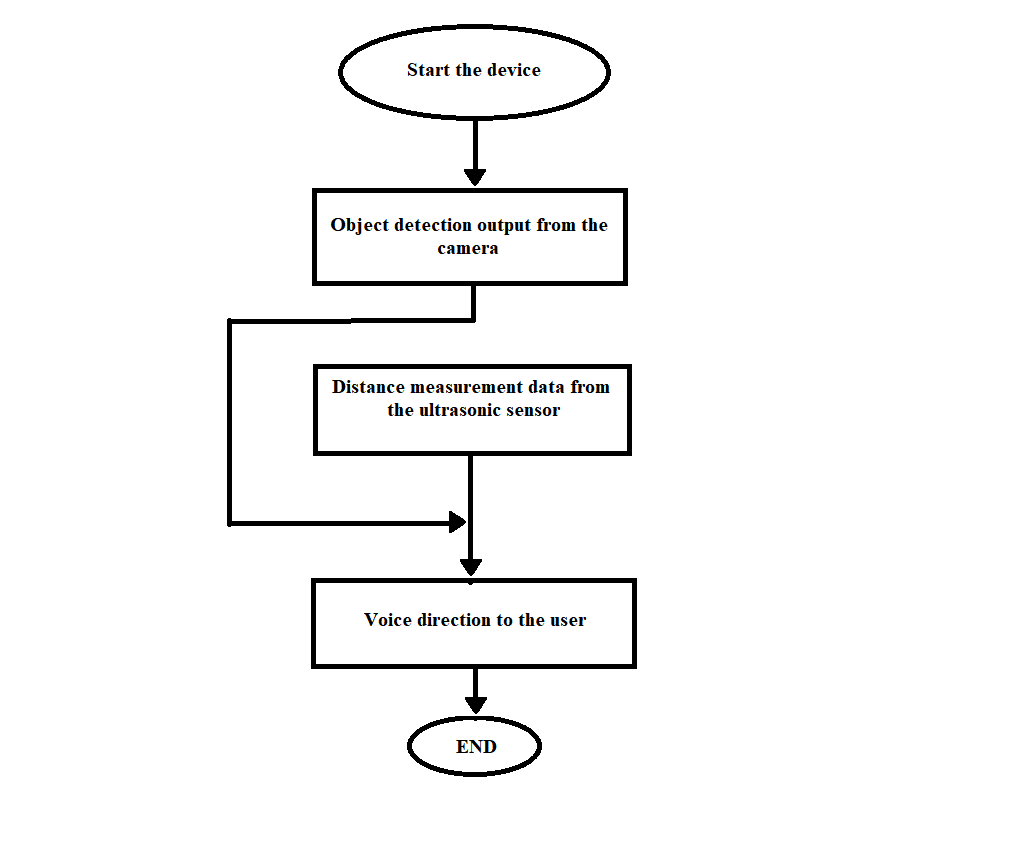 Start the device
Object detection output from the
camera
Distance measurement data from
the ultrasonic sensor
Voice direction to the user
END